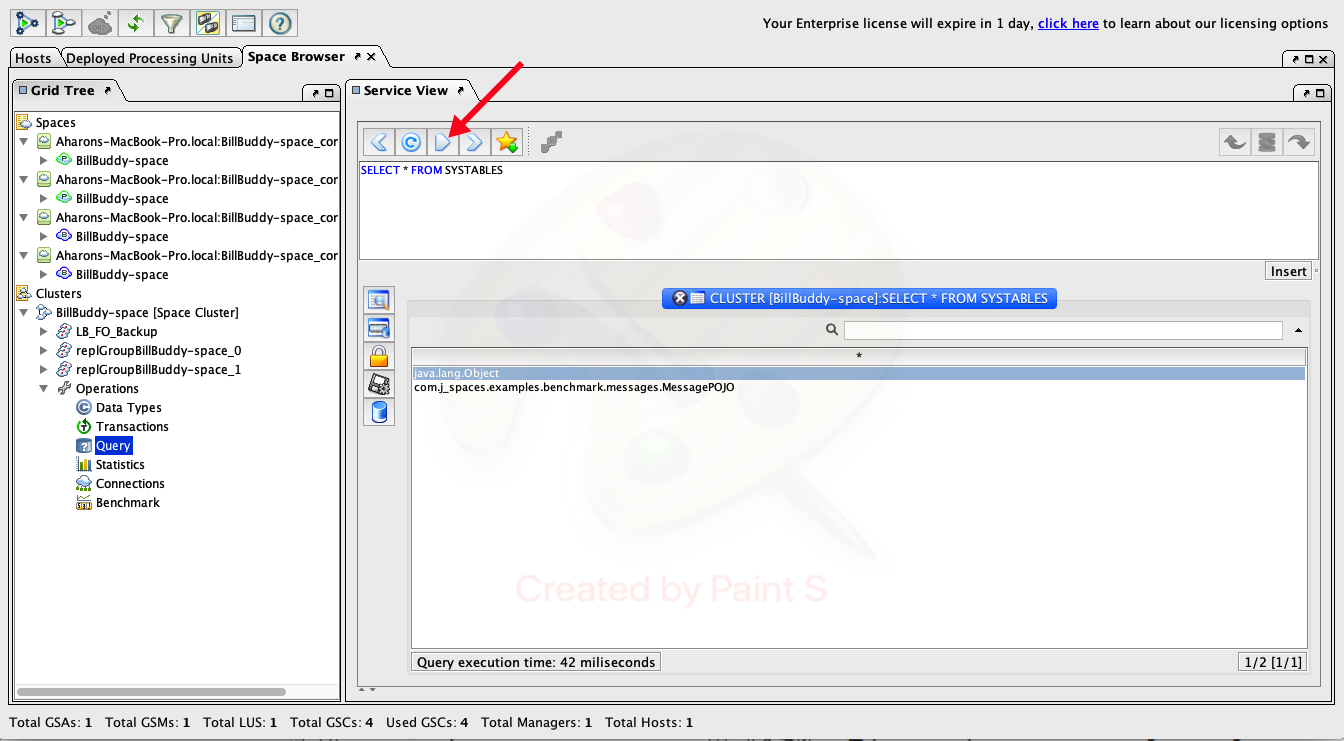 Your Enterprise license will expire in 1 day, click here to learn about our licensing options
Hosts
Deployed Processing Units
Space Browser
Grid Tree
Spaces
Aharons-MacBook-Pro.local:BillBuddy-space_cor
BillBuddy-space
Aharons-MacBook-Pro.local:BillBuddy-space_cor
BillBuddy-space
Aharons-MacBook-Pro.local:BillBuddy-space_cor
BillBuddy-space
Aharons-MacBook-Pro.local:BillBuddy-space_cor
BillBuddy-space
Clusters
BillBuddy-space [Space Cluster]
LB_FO_Backup
replGroupBillBuddy-space_0
replGroupBillBuddy-space_1
Operations
Data Types
Transactions
Query
Statistics
Connections
Benchmark
Service View
SELECT * FROM SYSTABLES
Insert
CLUSTER [BillBuddy-space]:SELECT * FROM SYSTABLES
*
java.lang.Object
com.j_spaces.examples.benchmark.messages.MessagePOJO
Created by Paint S
Query execution time: 42 miliseconds
1/2 [1/1]
Total GSAs: 1 Total GSMs: 1 Total LUS: 1 Total GSCs: 4 Used GSCs: 4 Total Managers: 1 Total Hosts: 1